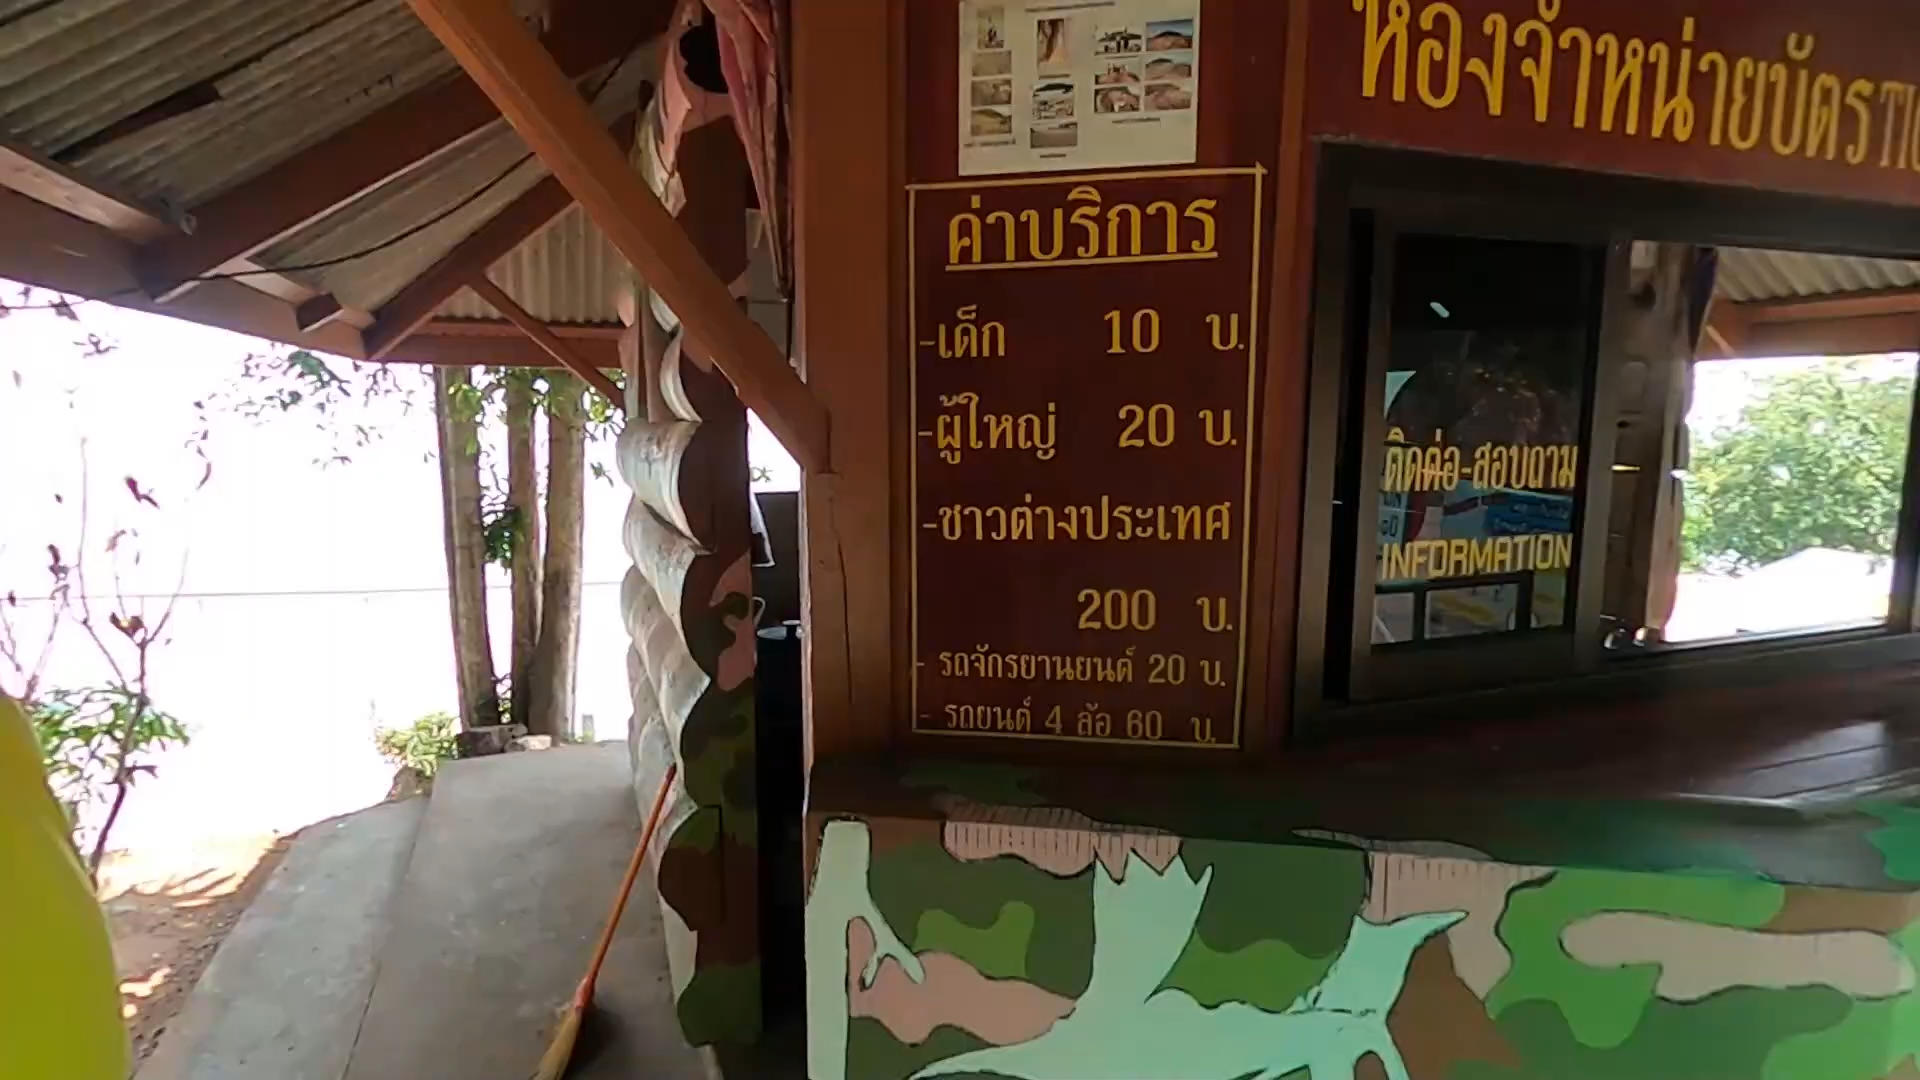 ห้องจำหน่ายบัตร
ค่าบริการ
-เด็ก 10 บ.
-ผู้ใหญ่ 20 บ.
-ชาวต่างประเทศ
200 บ.
- รถจักรยานยนต์ 20 บ.
- รถยนต์ 4 ล้อ 60 บ.
ติดต่อ-สอบถาม
INFORMATION